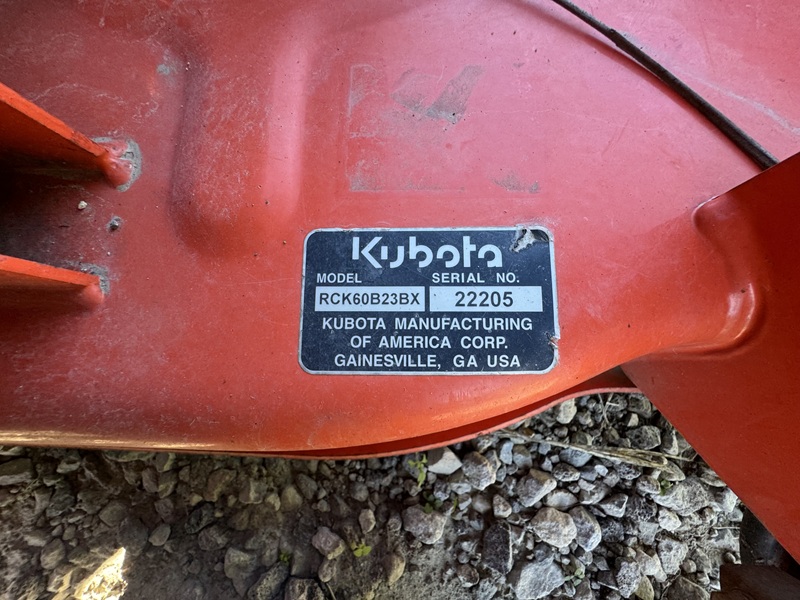 Kubota
MODEL SERIAL NO.
RCK60B23BX 22205
KUBOTA MANUFACTURING
OF AMERICA CORP.
GAINESVILLE, GA USA